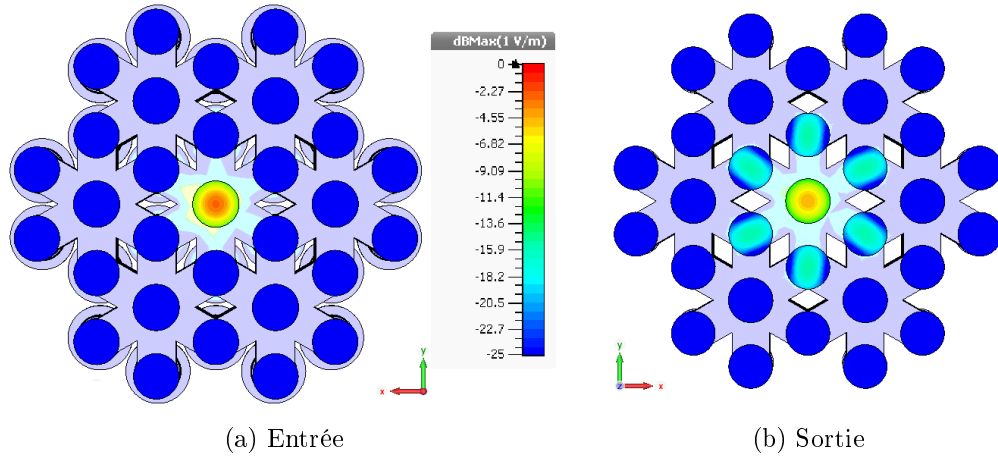 dBMax(1 V/m)
0
-2.27
-4.55
-6.82
-9.09
-11.4
-13.6
-15.9
-18.2
-20.5
-22.7
-25
y
x
y
z
x
(a) Entrée
(b) Sortie